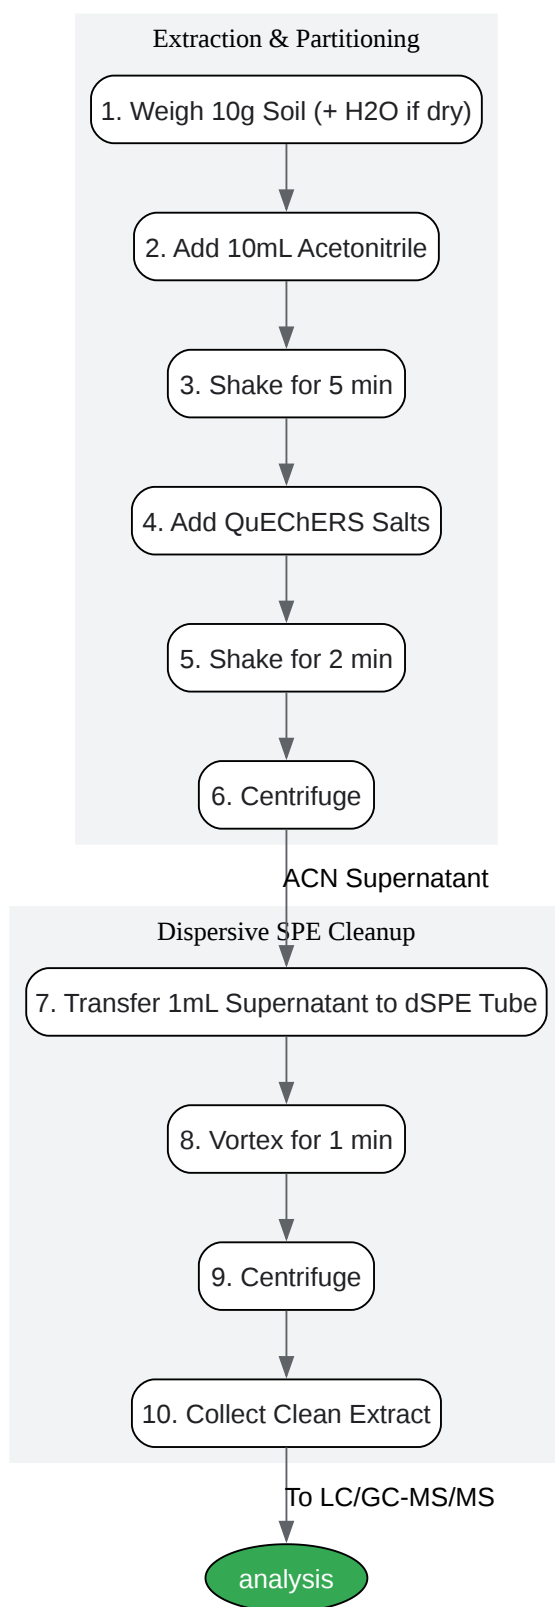 Extraction & Partitioning
1. Weigh 10g Soil (+ H2O if dry)
2. Add 10mL Acetonitrile
3. Shake for 5 min
4. Add QuEChERS Salts
5. Shake for 2 min
6. Centrifuge
ACN Supernatant
Dispersive SPE Cleanup
7. Transfer 1mL Supernatant to dSPE Tube
8. Vortex for 1 min
9. Centrifuge
10. Collect Clean Extract
To LC/GC-MS/MS
analysis